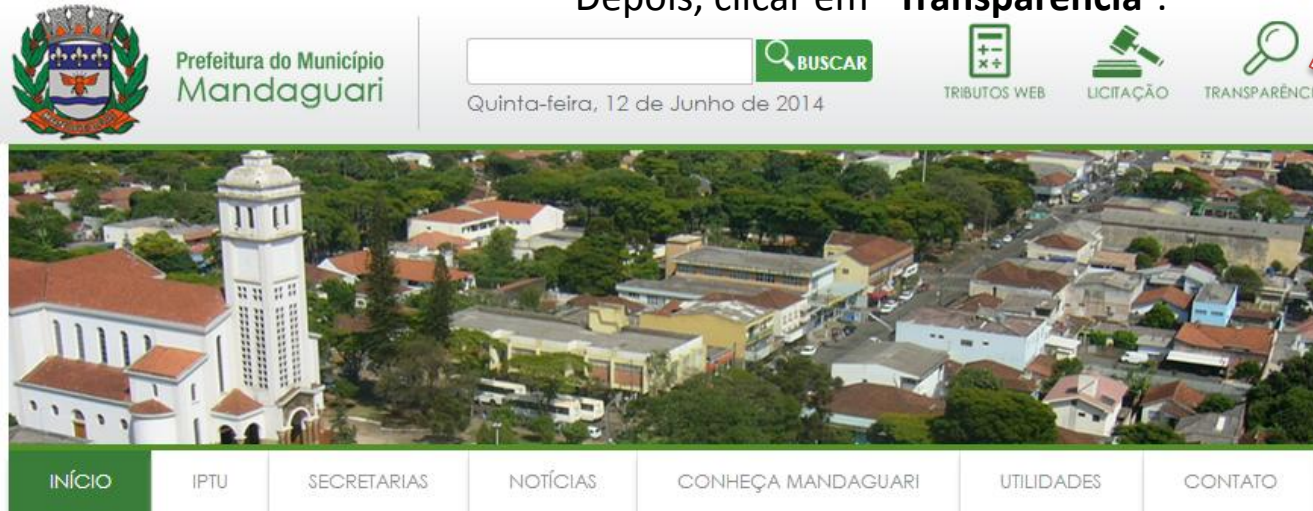 Depois, clicar em "Transparência".
Prefeitura do Município
Mandaguari
BUSCAR
Quinta-feira, 12 de Junho de 2014
TRIBUTOS WEB
LICITAÇÃO
TRANSPARÊNCI
INÍCIO
IPTU
SECRETARIAS
NOTÍCIAS
CONHEÇA MANDAGUARI
UTILIDADES
CONTATO